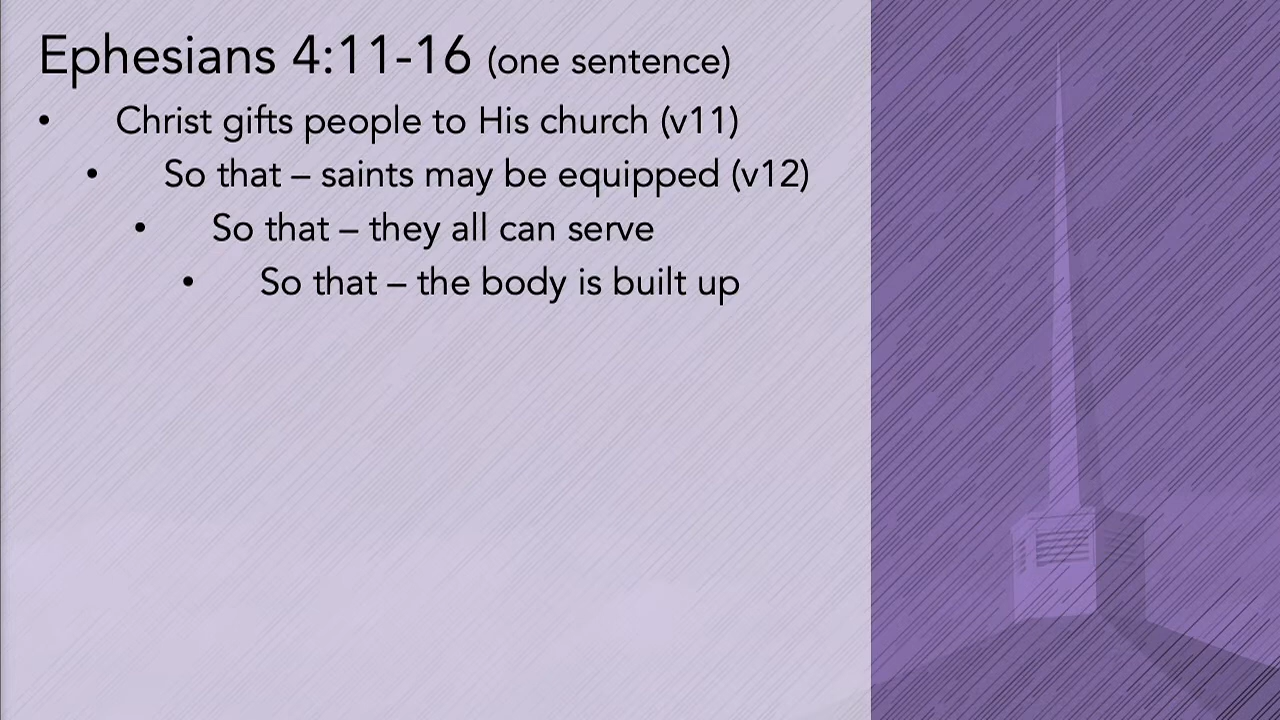 Ephesians 4:11-16 (one sentence)
• Christ gifts people to His church (v11)
• So that – saints may be equipped (v12)
• So that – they all can serve
• So that – the body is built up